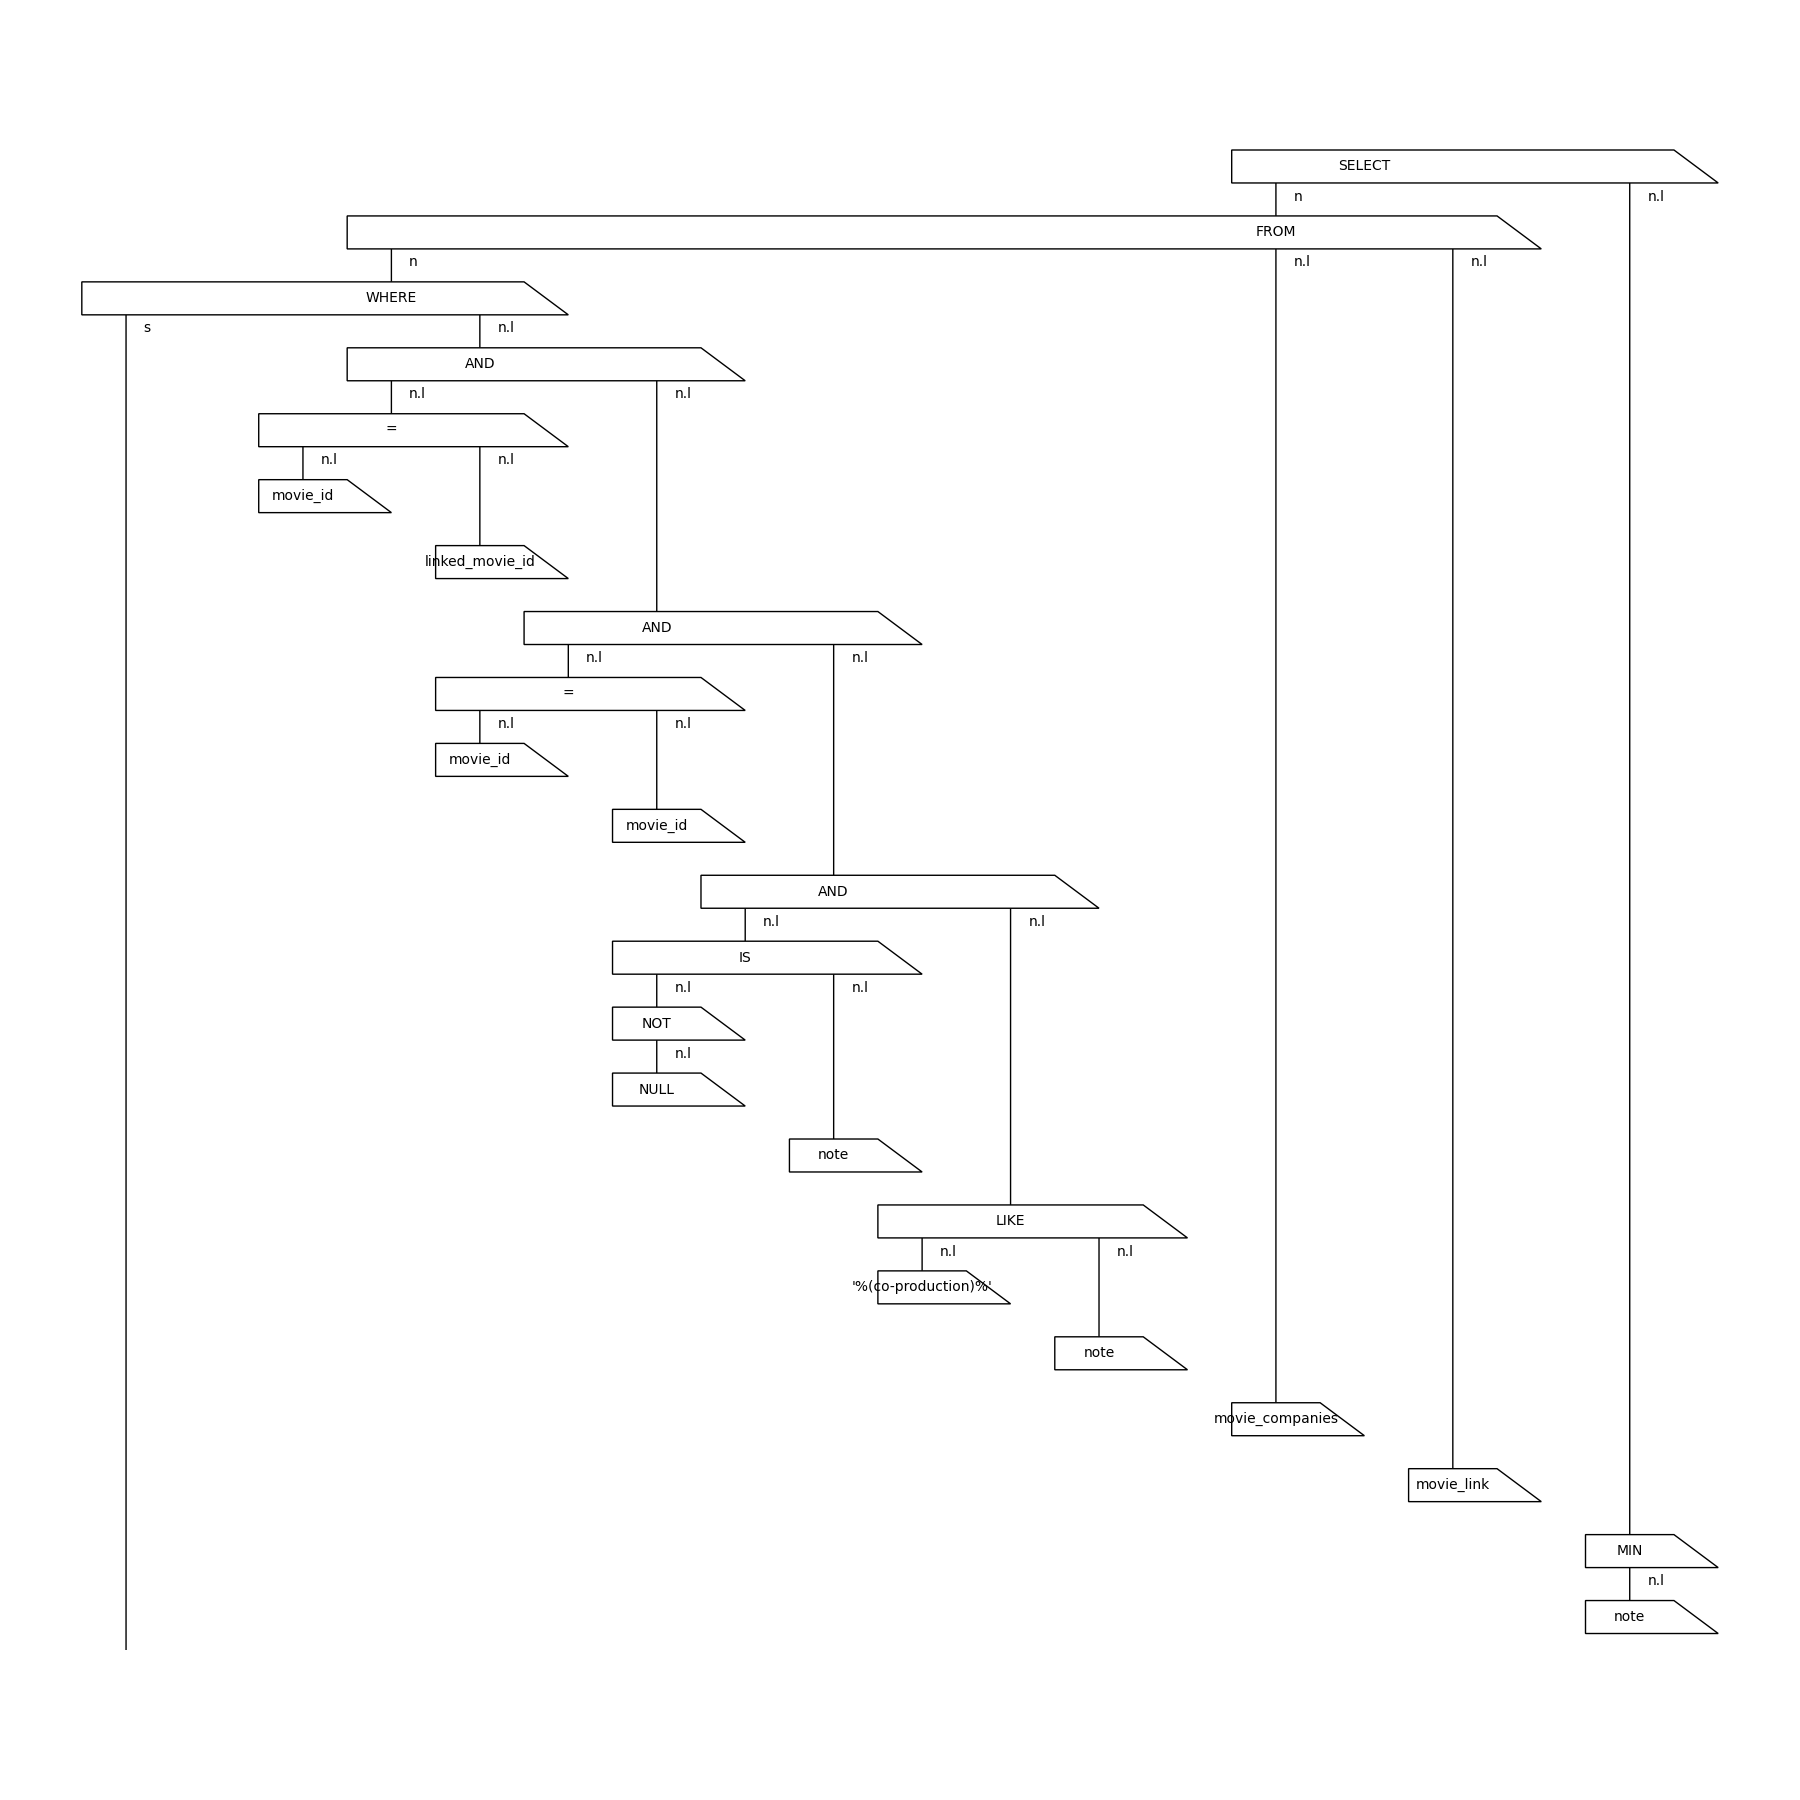 SELECT
n n.l
FROM
n n.l n.l
WHERE
s n.l
AND
n.l n.l
=
n.l n.l
movie_id
linked_movie_id
AND
n.l n.l
=
n.l n.l
movie_id
movie_id
AND
n.l n.l
IS
n.l n.l
NOT
n.l
NULL
note
LIKE
n.l n.l
'%(co-production)%'
note
movie_companies
movie_link
MIN
n.l
note